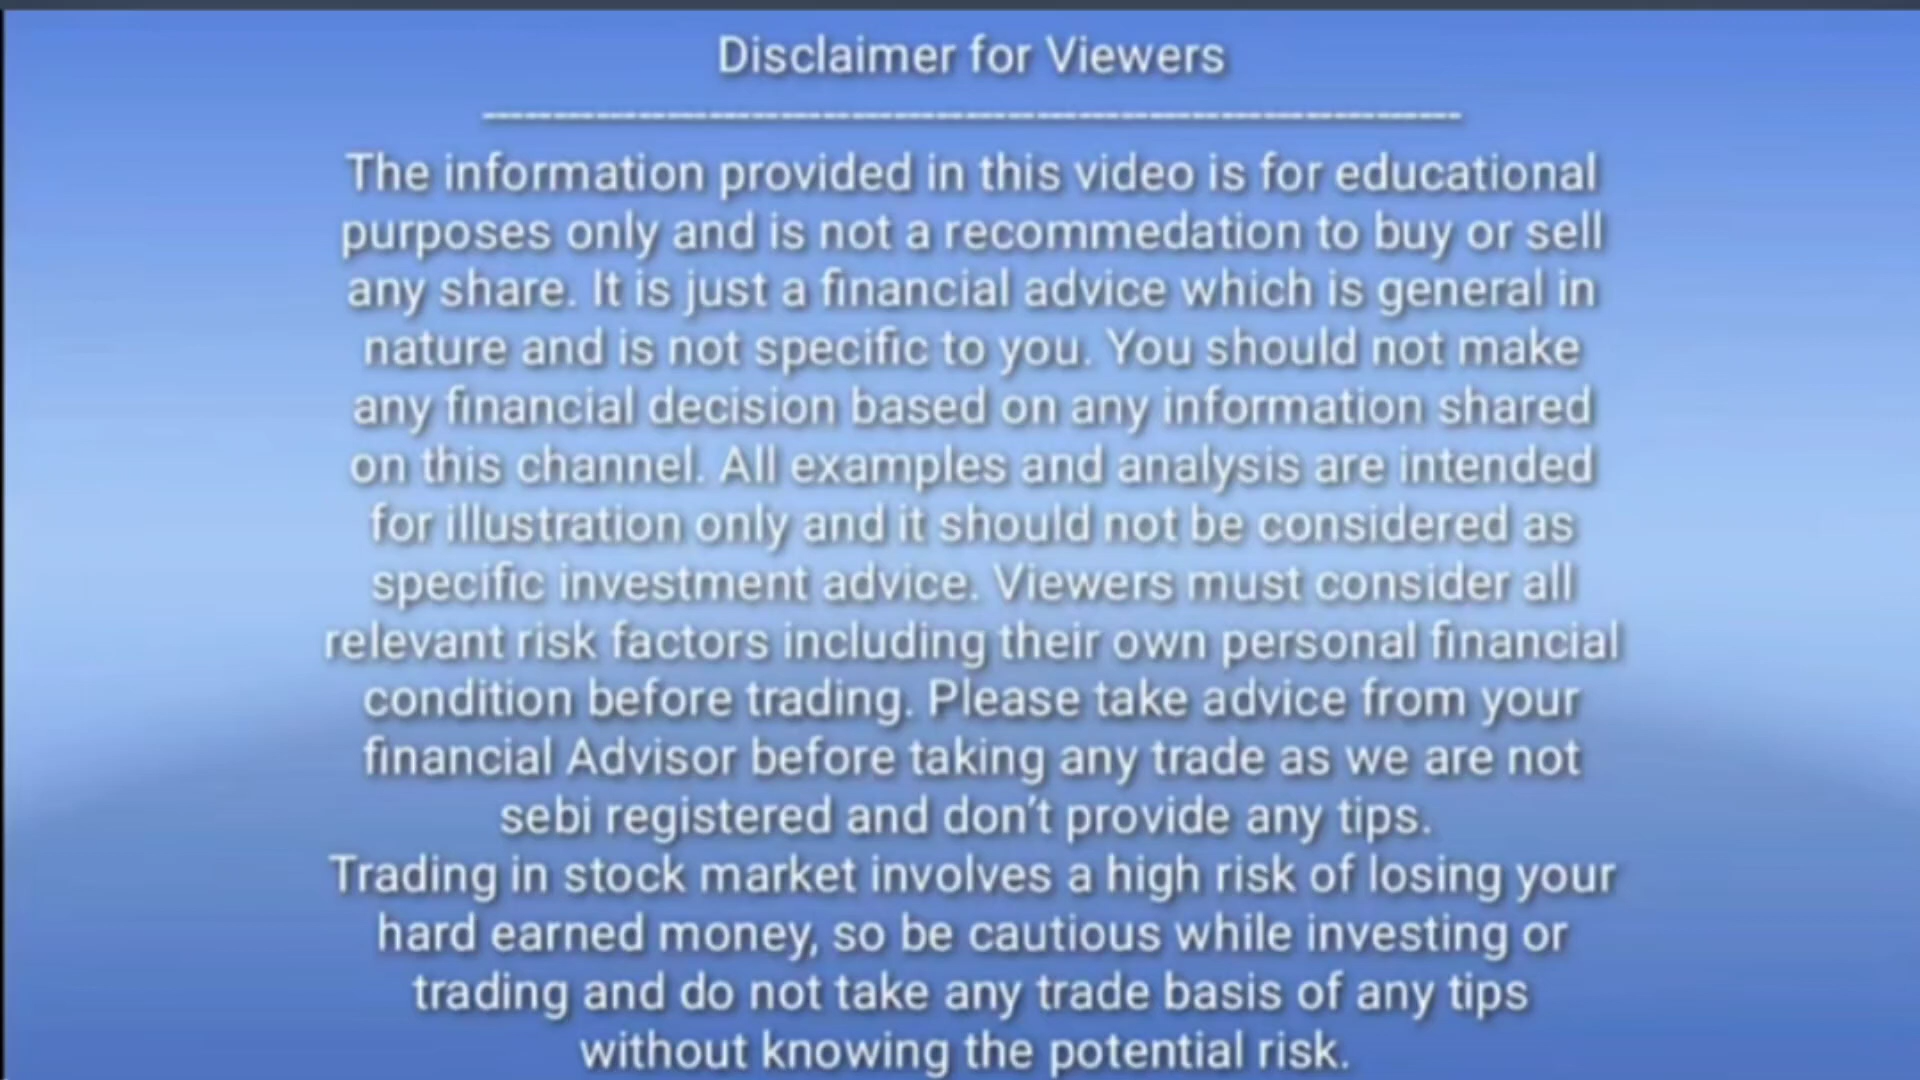 Disclaimer for Viewers
----------------------------------------------------------------------
The information provided in this video is for educational
purposes only and is not a recommedation to buy or sell
any share. It is just a financial advice which is general in
nature and is not specific to you. You should not make
any financial decision based on any information shared
on this channel. All examples and analysis are intended
for illustration only and it should not be considered as
specific investment advice. Viewers must consider all
relevant risk factors including their own personal financial
condition before trading. Please take advice from your
financial Advisor before taking any trade as we are not
sebi registered and don’t provide any tips.
Trading in stock market involves a high risk of losing your
hard earned money, so be cautious while investing or
trading and do not take any trade basis of any tips
without knowing the potential risk.